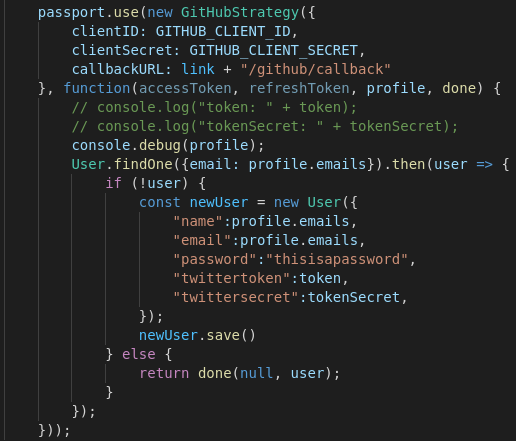 passport.use(new GitHubStrategy({
    clientID: GITHUB_CLIENT_ID,
    clientSecret: GITHUB_CLIENT_SECRET,
    callbackURL: link + "/github/callback"
}, function(accessToken, refreshToken, profile, done) {
    // console.log("token: " + token);
    // console.log("tokenSecret: " + tokenSecret);
    console.debug(profile);
    User.findOne({email: profile.emails}).then(user => {
        if (!user) {
            const newUser = new User({
                "name":profile.emails,
                "email":profile.emails,
                "password":"thisisapassword",
                "twittertoken":token,
                "twittersecret":tokenSecret,
            });
            newUser.save()
        } else {
            return done(null, user);
        }
    });
}));